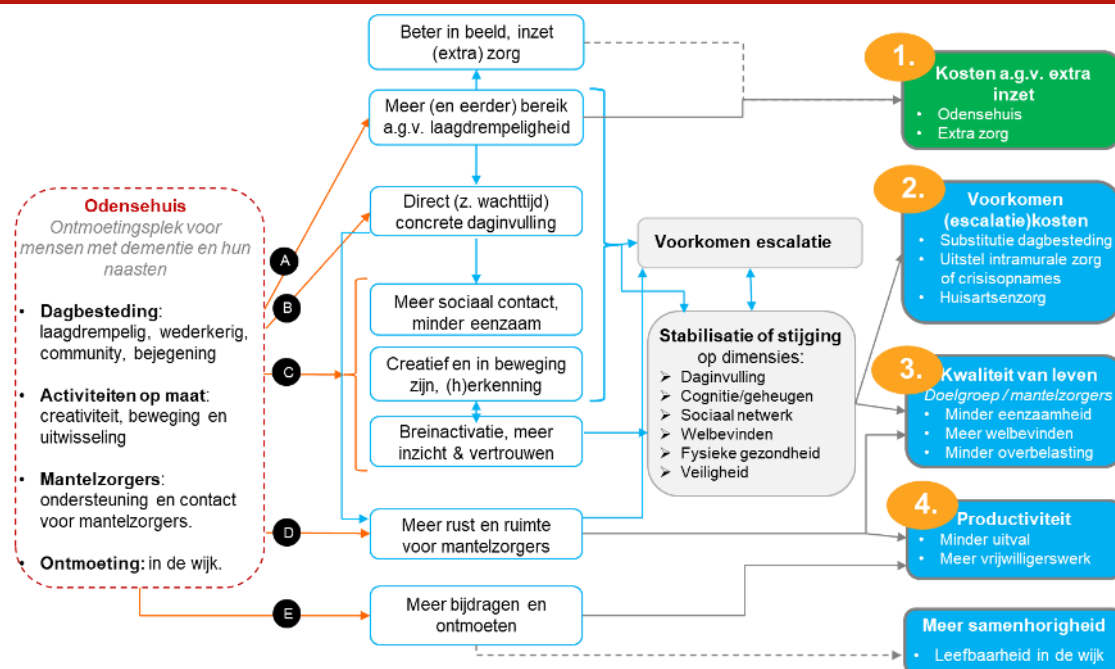 Odensehuis
Ontmoetingsplek voor
mensen met dementie en hun
naasten
• Dagbesteding:
laagdrempelig, wederkerig,
community, bejegening
• Activiteiten op maat:
creativiteit, beweging en
uitwisseling
• Mantelzorgers:
ondersteuning en contact
voor mantelzorgers.
• Ontmoeting: in de wijk.
A
B
C
D
E
Beter in beeld, inzet
(extra) zorg
Meer (en eerder) bereik
a.g.v. laagdrempeligheid
Direct (z. wachttijd)
concrete daginvulling
Meer sociaal contact,
minder eenzaam
Creatief en in beweging
zijn, (h)erkenning
Breinactivatie, meer
inzicht & vertrouwen
Meer rust en ruimte
voor mantelzorgers
Meer bijdragen en
ontmoeten
Voorkomen escalatie
Stabilisatie of stijging
op dimensies:
➢ Daginvulling
➢ Cognitie/geheugen
➢ Sociaal netwerk
➢ Welbevinden
➢ Fysieke gezondheid
➢ Veiligheid
1.
Kosten a.g.v. extra
inzet
• Odensehuis
• Extra zorg
2.
Voorkomen
(escalatie)kosten
• Substitutie dagbesteding
• Uitstel intramurale zorg
of crisisopnames
• Huisartsenzorg
3.
Kwaliteit van leven
Doelgroep / mantelzorgers
• Minder eenzaamheid
• Meer welbevinden
• Minder overbelasting
4.
Productiviteit
• Minder uitval
• Meer vrijwilligerswerk
Meer samenhorigheid
• Leefbaarheid in de wijk